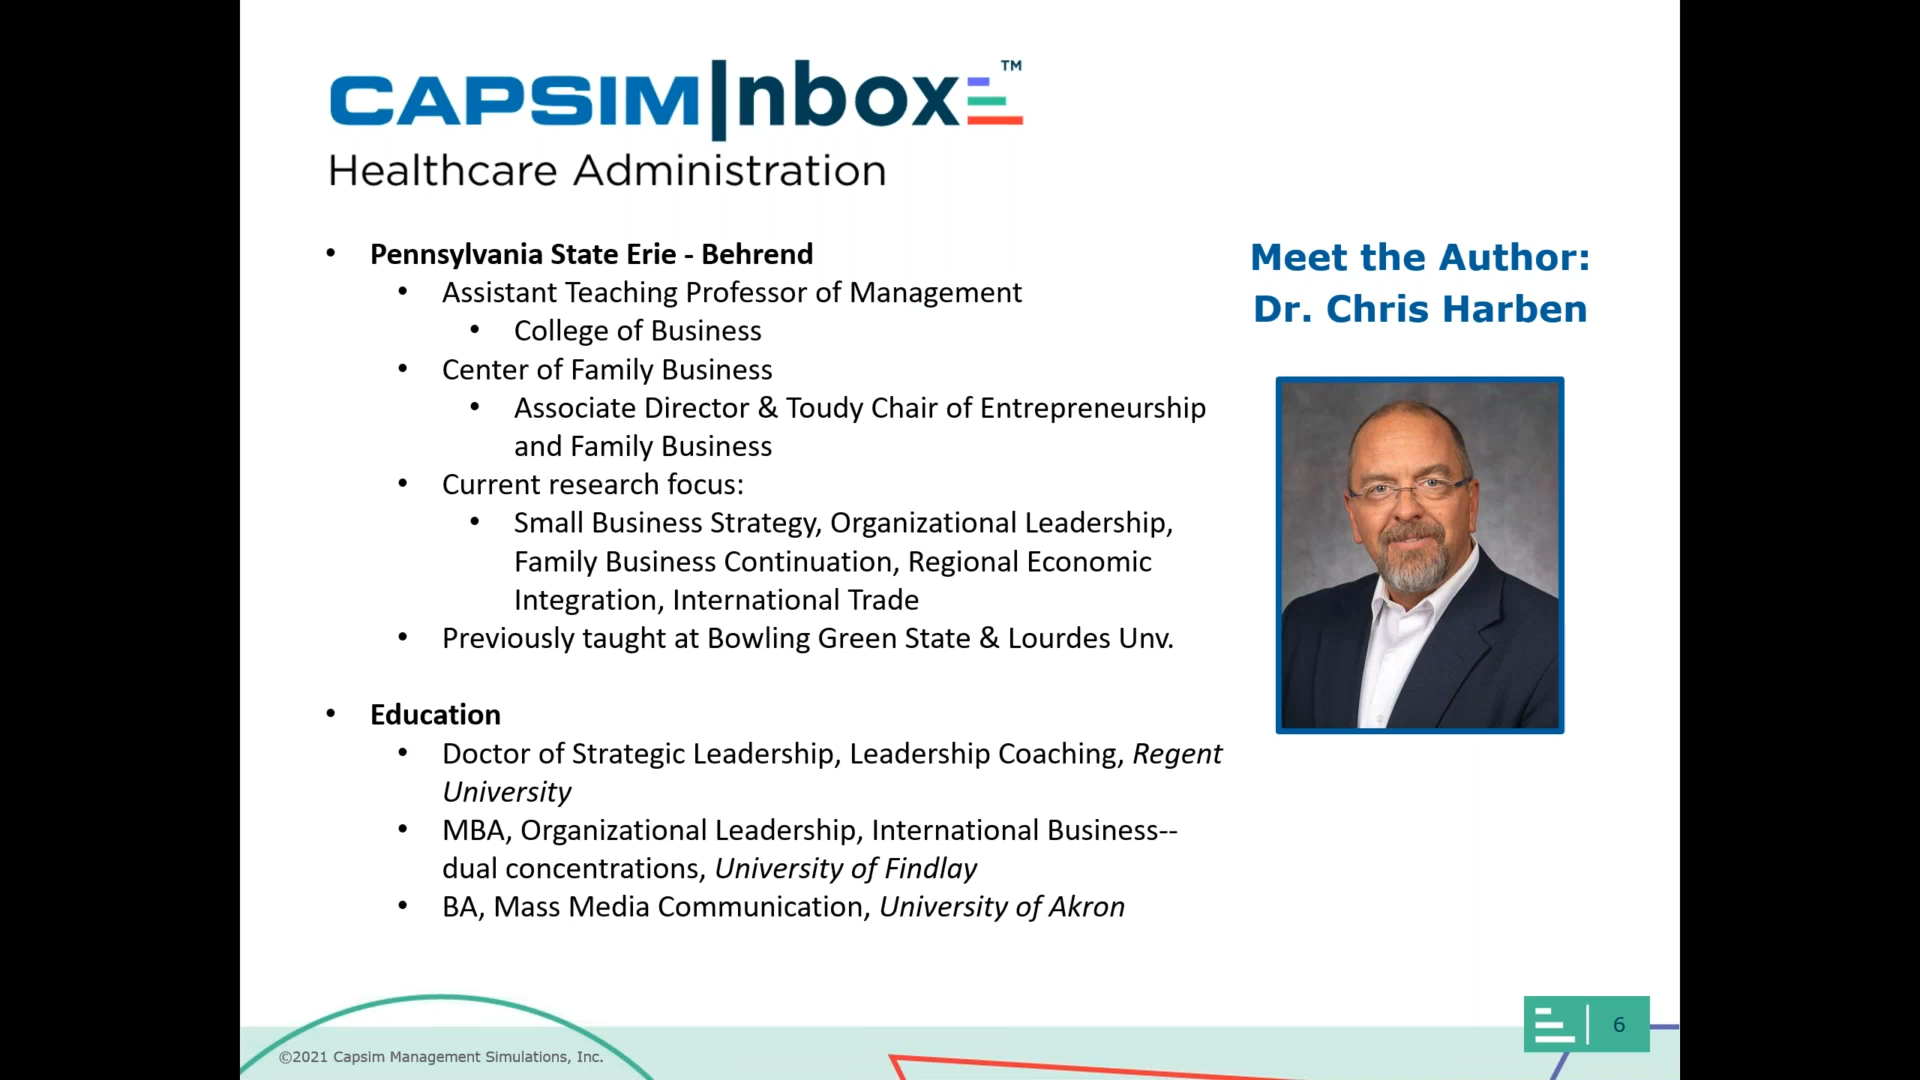 CAPSIM|nbox™
Healthcare Administration
• Pennsylvania State Erie - Behrend
• Assistant Teaching Professor of Management
• College of Business
• Center of Family Business
• Associate Director & Toudy Chair of Entrepreneurship
and Family Business
• Current research focus:
• Small Business Strategy, Organizational Leadership,
Family Business Continuation, Regional Economic
Integration, International Trade
• Previously taught at Bowling Green State & Lourdes Unv.
• Education
• Doctor of Strategic Leadership, Leadership Coaching, Regent
University
• MBA, Organizational Leadership, International Business--
dual concentrations, University of Findlay
• BA, Mass Media Communication, University of Akron
Meet the Author:
Dr. Chris Harben
©2021 Capsim Management Simulations, Inc.
6